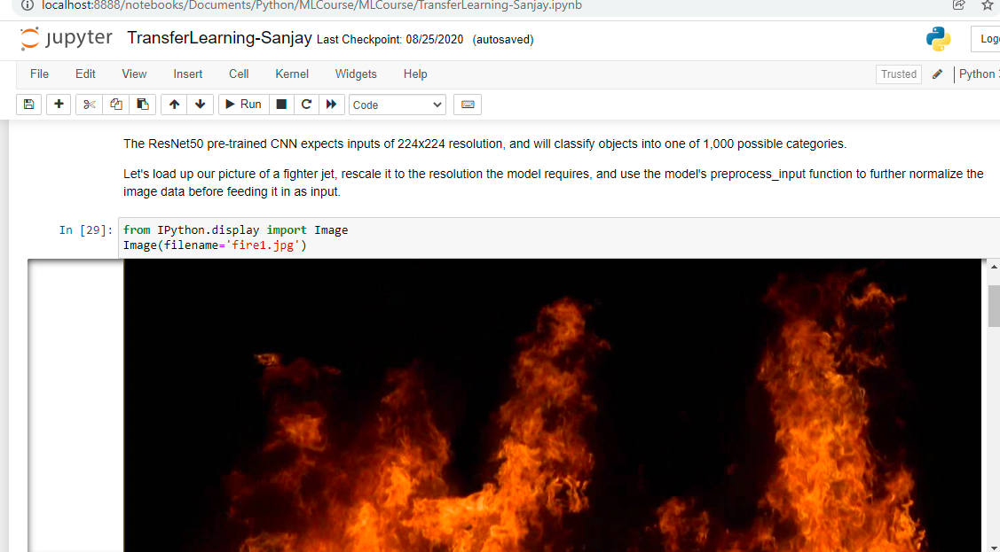 localhost:8888/notebooks/Documents/Python/MLCourse/MLCourse/TransferLearning-Sanjay.ipynb
jupyter TransferLearning-Sanjay Last Checkpoint: 08/25/2020 (autosaved)
File Edit View Insert Cell Kernel Widgets Help Trusted Python
Run Code
The ResNet50 pre-trained CNN expects inputs of 224x224 resolution, and will classify objects into one of 1,000 possible categories.
Let's load up our picture of a fighter jet, rescale it to the resolution the model requires, and use the model's preprocess_input function to further normalize the
image data before feeding it in as input.
In [29]: from IPython.display import Image
Image(filename='fire1.jpg')